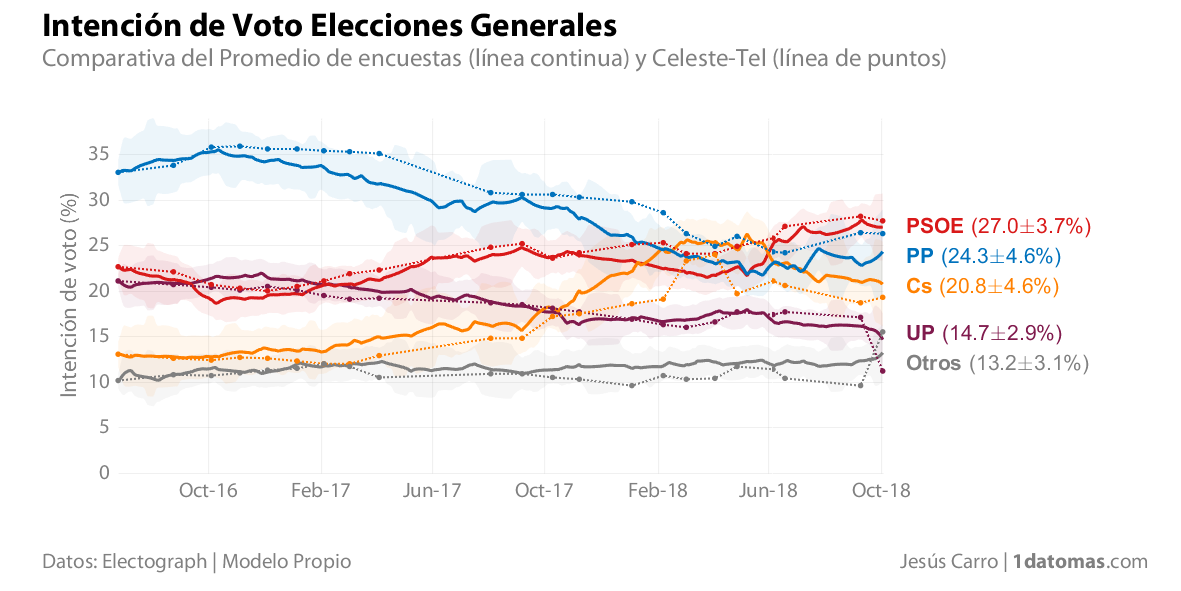 Intención de Voto Elecciones Generales
Comparativa del Promedio de encuestas (línea continua) y Celeste-Tel (línea de puntos)
Intención de voto (%)
35
30
25
20
15
10
5
0
Oct-16 Feb-17 Jun-17 Oct-17 Feb-18 Jun-18 Oct-18
PSOE (27.0±3.7%)
PP (24.3±4.6%)
Cs (20.8±4.6%)
UP (14.7±2.9%)
Otros (13.2±3.1%)
Datos: Electograph | Modelo Propio
Jesús Carro | 1datomas.com